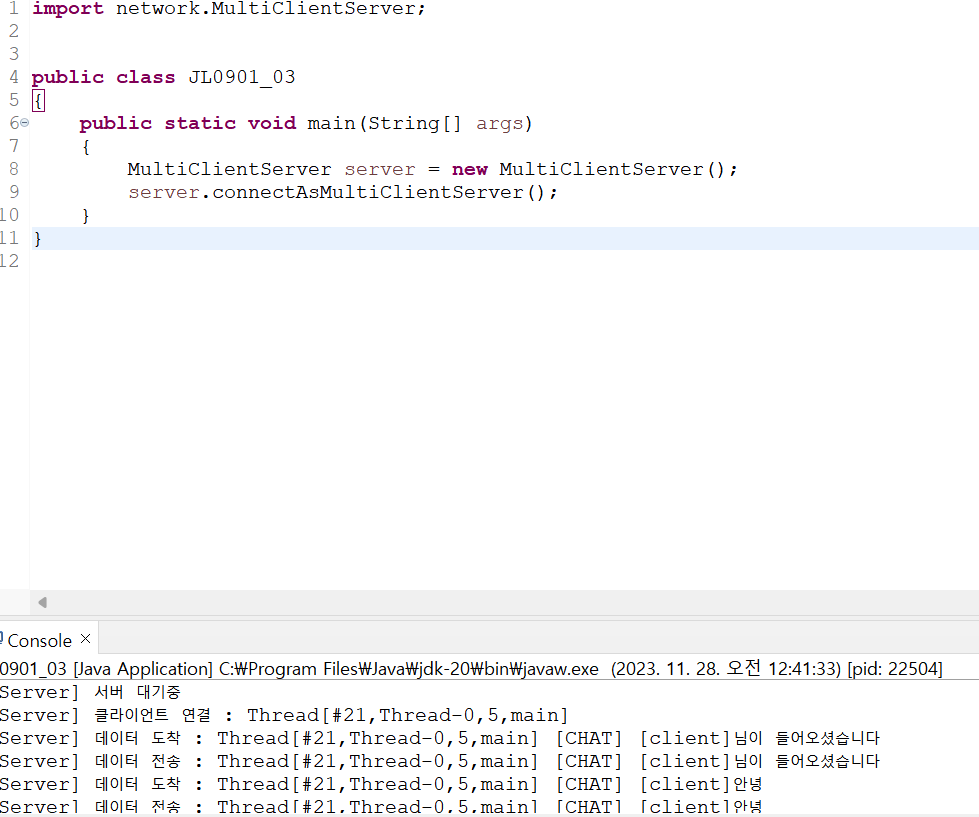 1 import network.MultiClientServer;
2
3
4 public class JL0901_03
5 {
6 public static void main(String[] args)
7 {
8 MultiClientServer server = new MultiClientServer();
9 server.connectAsMultiClientServer();
10 }
11 }
12
Console
0901_03 [Java Application] C:₩Program Files₩Java₩jdk-20₩bin₩javaw.exe (2023. 11. 28. 오전 12:41:33) [pid: 22504]
Server] 서버 대기중
Server] 클라이언트 연결 : Thread[#21,Thread-0,5,main]
Server] 데이터 도착 : Thread[#21,Thread-0,5,main] [CHAT] [client]님이 들어오셨습니다
Server] 데이터 전송 : Thread[#21,Thread-0,5,main] [CHAT] [client]님이 들어오셨습니다
Server] 데이터 도착 : Thread[#21,Thread-0,5,main] [CHAT] [client]안녕
Server] 데이터 전송 : Thread[#21,Thread-0,5,main] [CHAT] [client]안녕